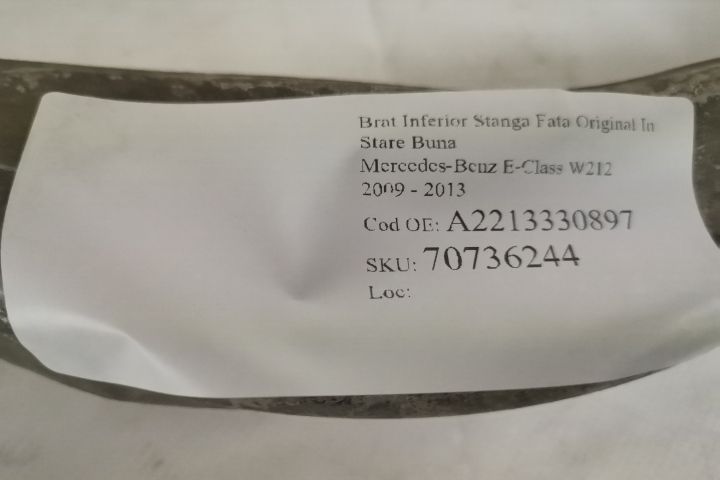 Brat Inferior Stanga Fata Original In
Stare Buna
Mercedes-Benz E-Class W212
2009 - 2013
Cod OE: A2213330897
SKU: 70736244
Loc: